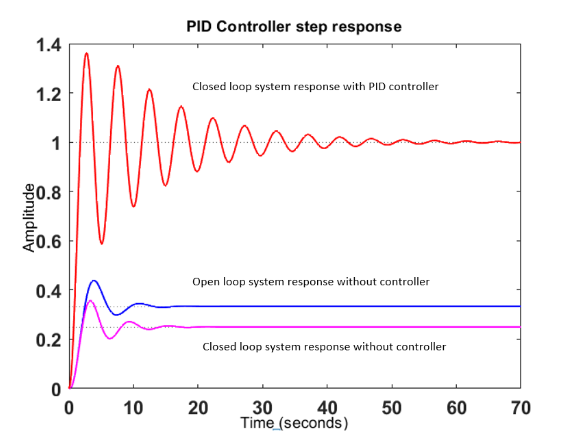 PID Controller step response
1.4
1.2
1
0.8
0.6
0.4
0.2
0
Amplitude
Closed loop system response with PID controller
Open loop system response without controller
Closed loop system response without controller
0 10 20 30 40 50 60 70
Time (seconds)